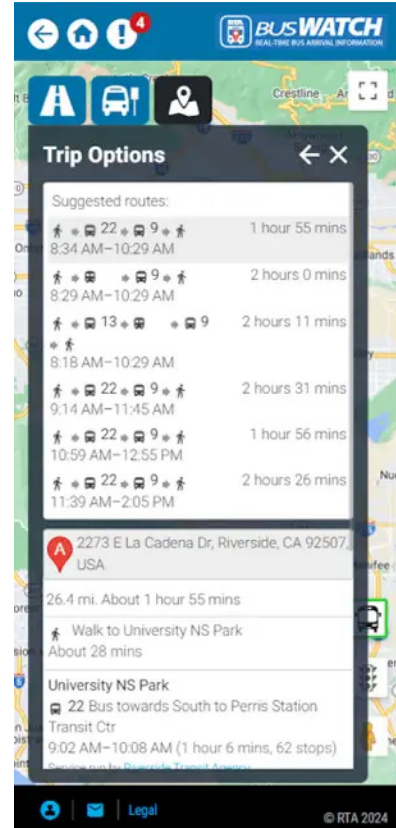 4
RTA
BUSWATCH
REAL-TIME BUS ARRIVAL INFORMATION
Crestline
Trip Options
Suggested routes:
22 9 1 hour 55 mins
8:34 AM–10:29 AM
9 2 hours 0 mins
8:29 AM–10:29 AM
13 9 2 hours 11 mins
8:18 AM–10:29 AM
22 9 2 hours 31 mins
9:14 AM–11:45 AM
22 9 1 hour 56 mins
10:59 AM–12:55 PM
22 9 2 hours 26 mins
11:39 AM–2:05 PM
A
2273 E La Cadena Dr, Riverside, CA 92507,
USA
26.4 mi. About 1 hour 55 mins
Walk to University NS Park
About 28 mins
University NS Park
22 Bus towards South to Perris Station
Transit Ctr
9:02 AM–10:08 AM (1 hour 6 mins, 62 stops)
Service run by Riverside Transit Agency
Legal
© RTA 2024